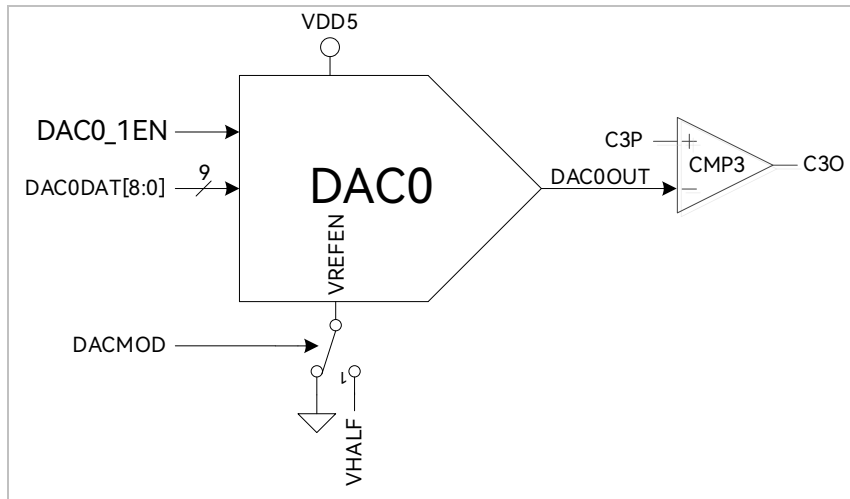 VDD5
DAC0_1EN
DAC0DAT[8:0]
9
DAC0
VREFEN
DAC0OUT
C3P
+
CMP3
−
C3O
DACMOD
1
VHALF